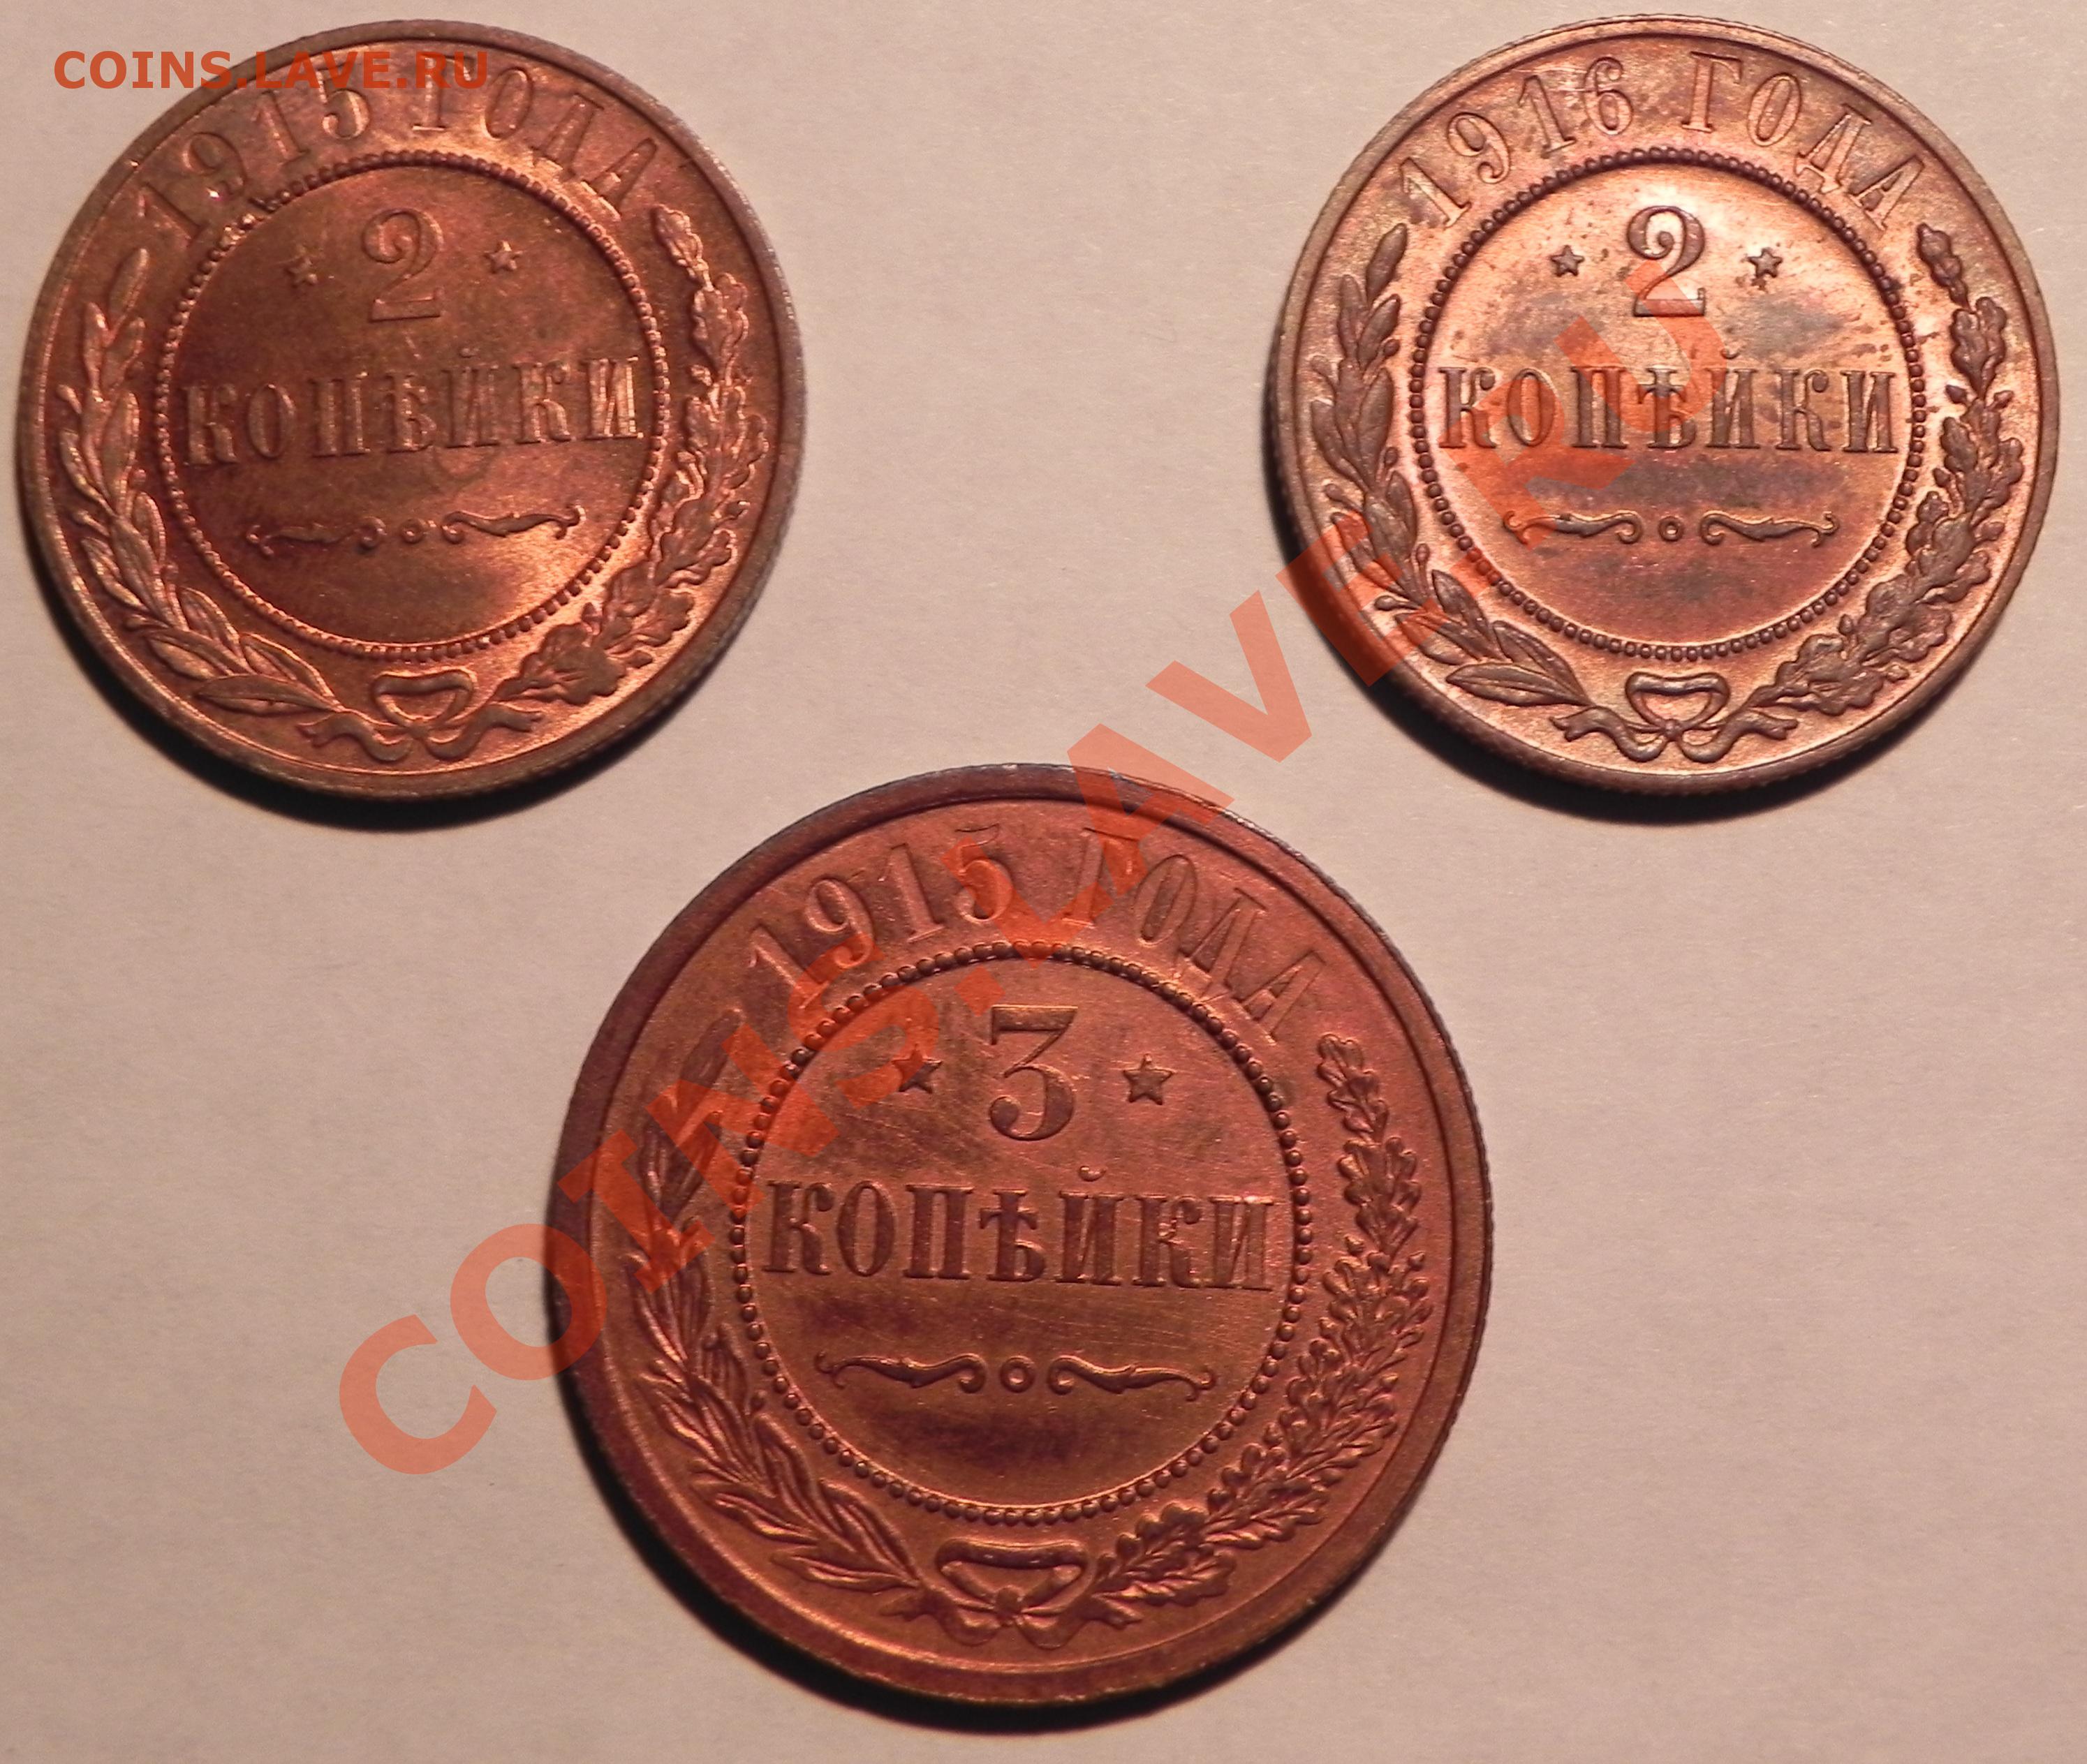 COINS.LAVE.RU
1915 ГОДА
2
КОПѢЙКИ
1916 ГОДА
2
КОПѢЙКИ
1915 ГОДА
3
КОПѢЙКИ
COINS.LAVE.RU